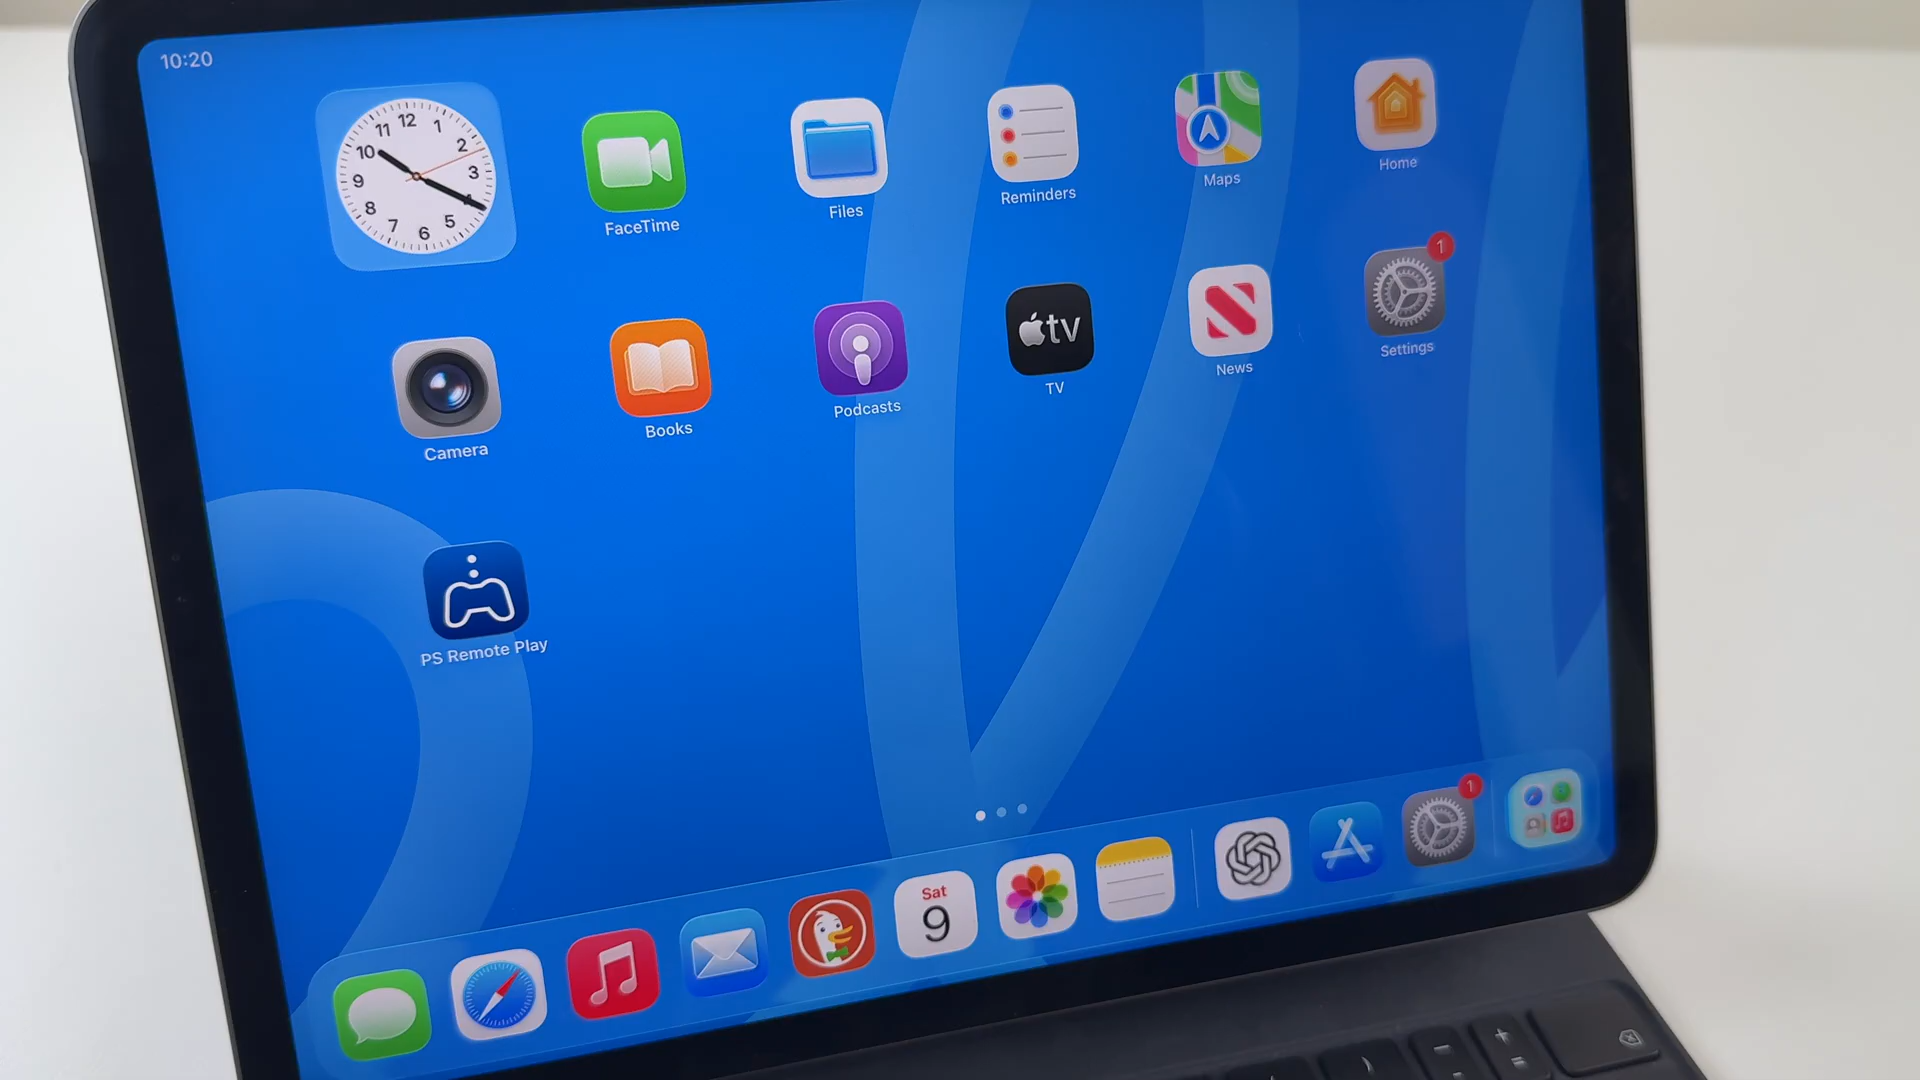 10:20
12
1
2
3
4
5
6
7
8
9
10
11
FaceTime
Files
Reminders
Maps
Home
Camera
Books
Podcasts
tv
TV
News
1
Settings
PS Remote Play
Sat
9
1